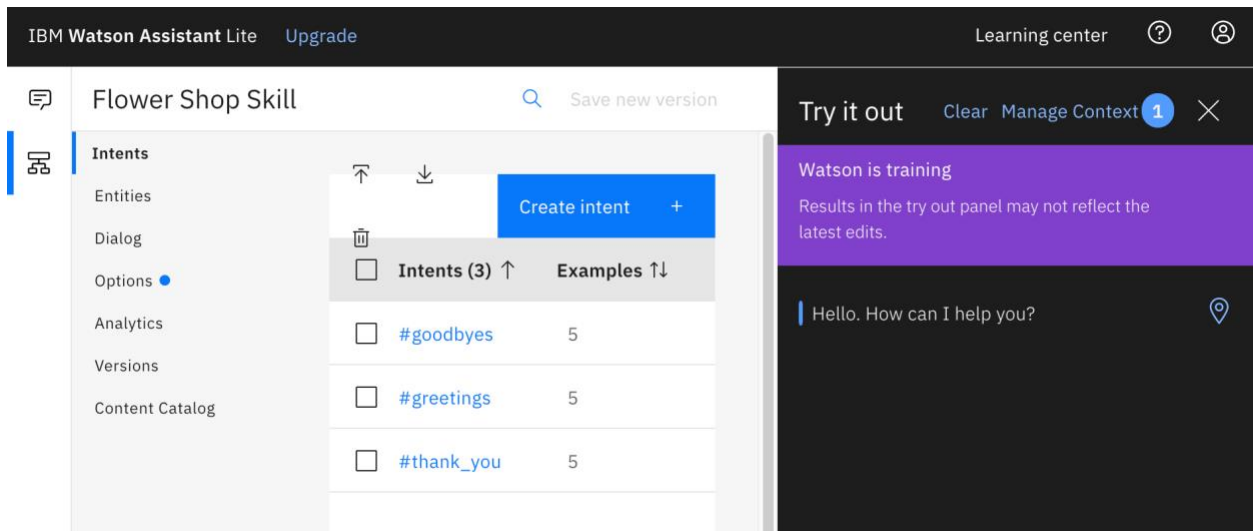 IBM Watson Assistant Lite Upgrade Learning center
Flower Shop Skill Save new version
Intents
Entities
Dialog
Options
Analytics
Versions
Content Catalog
Create intent +
Intents (3) ↑ Examples ↑↓
#goodbyes 5
#greetings 5
#thank_you 5
Try it out Clear Manage Context 1
Watson is training
Results in the try out panel may not reflect the
latest edits.
Hello. How can I help you?